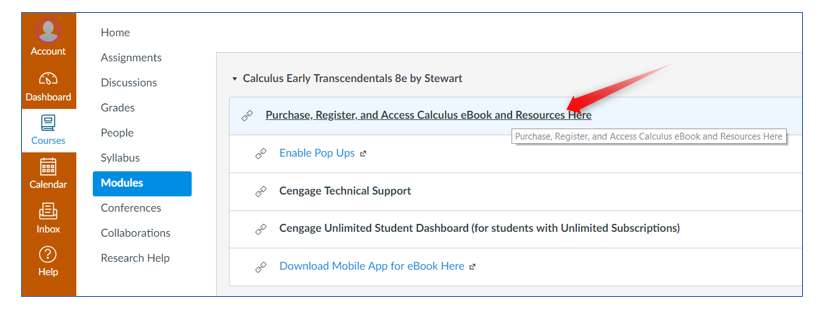 Account
Dashboard
Courses
Calendar
Inbox
Help
Home
Assignments
Discussions
Grades
People
Syllabus
Modules
Conferences
Collaborations
Research Help
Calculus Early Transcendentals 8e by Stewart
Purchase, Register, and Access Calculus eBook and Resources Here
Purchase, Register, and Access Calculus eBook and Resources Here
Enable Pop Ups
Cengage Technical Support
Cengage Unlimited Student Dashboard (for students with Unlimited Subscriptions)
Download Mobile App for eBook Here